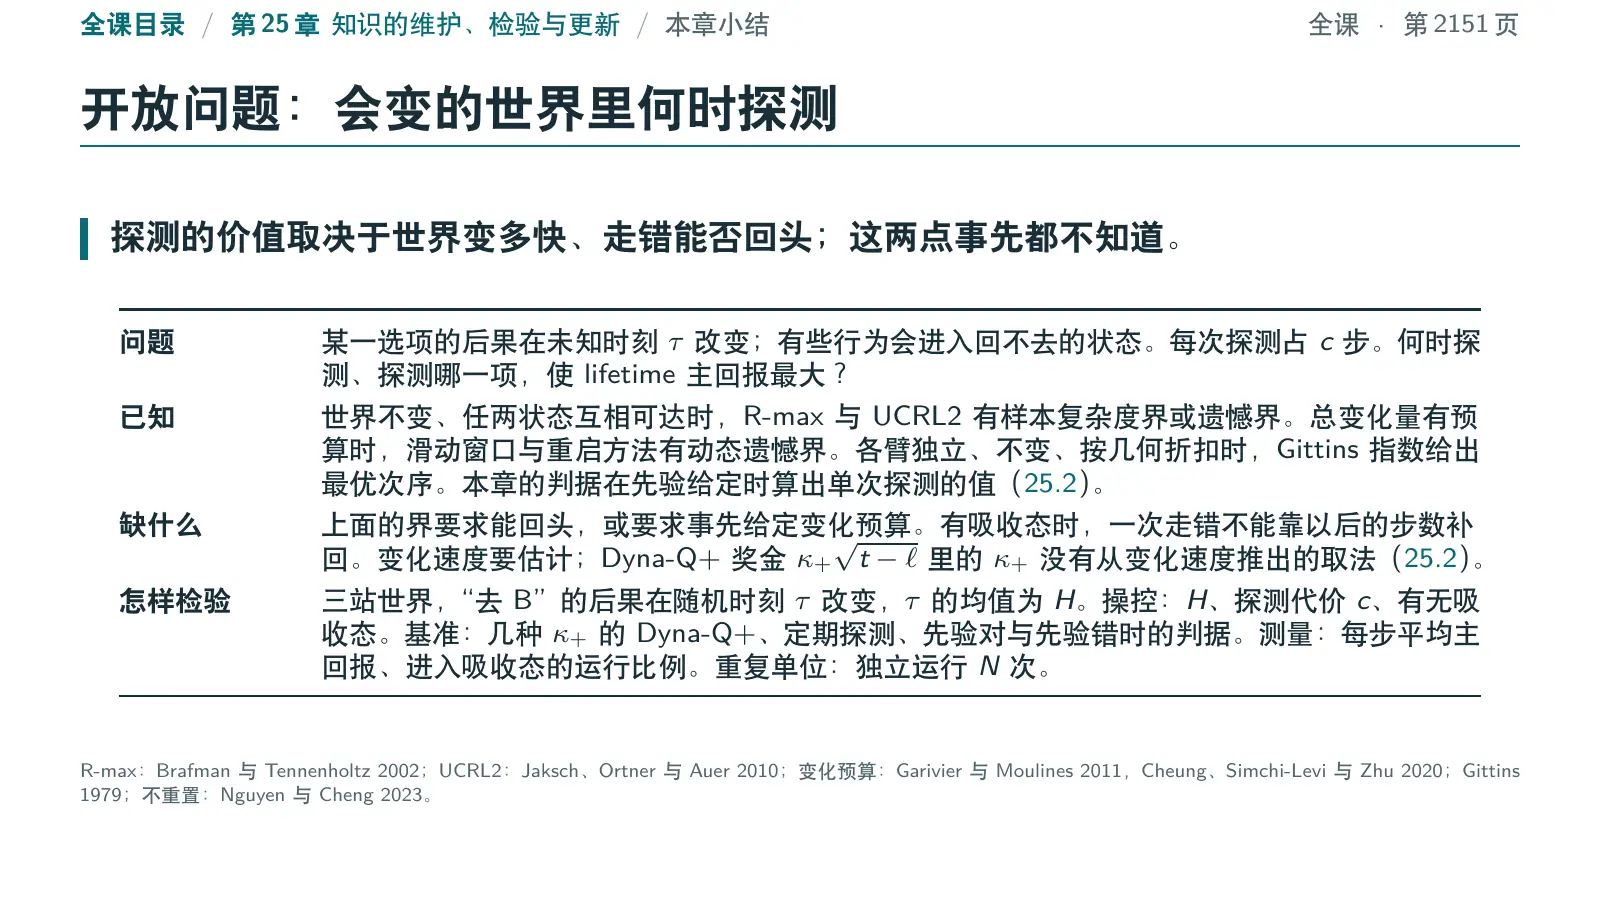 全课目录 / 第 25 章 知识的维护、检验与更新 / 本章小结
全课 · 第 2151 页
开放问题：会变的世界里何时探测
探测的价值取决于世界变多快、走错能否回头；这两点事先都不知道。
问题 某一选项的后果在未知时刻 τ 改变；有些行为会进入回不去的状态。每次探测占 c 步。何时探
测、探测哪一项，使 lifetime 主回报最大？
已知 世界不变、任两状态互相可达时，R-max 与 UCRL2 有样本复杂度界或遗憾界。总变化量有预
算时，滑动窗口与重启方法有动态遗憾界。各臂独立、不变、按几何折扣时，Gittins 指数给出
最优次序。本章的判据在先验给定时算出单次探测的值（25.2）。
缺什么 上面的界要求能回头，或要求事先给定变化预算。有吸收态时，一次走错不能靠以后的步数补
回。变化速度要估计；Dyna-Q+ 奖金 κ₊√(t − ℓ) 里的 κ₊ 没有从变化速度推出的取法（25.2）。
怎样检验 三站世界，“去 B” 的后果在随机时刻 τ 改变，τ 的均值为 H。操控：H、探测代价 c、有无吸
收态。基准：几种 κ₊ 的 Dyna-Q+、定期探测、先验对与先验错时的判据。测量：每步平均主
回报、进入吸收态的运行比例。重复单位：独立运行 N 次。
R-max：Brafman 与 Tennenholtz 2002；UCRL2：Jaksch、Ortner 与 Auer 2010；变化预算：Garivier 与 Moulines 2011，Cheung、Simchi-Levi 与 Zhu 2020；Gittins
1979；不重置：Nguyen 与 Cheng 2023。